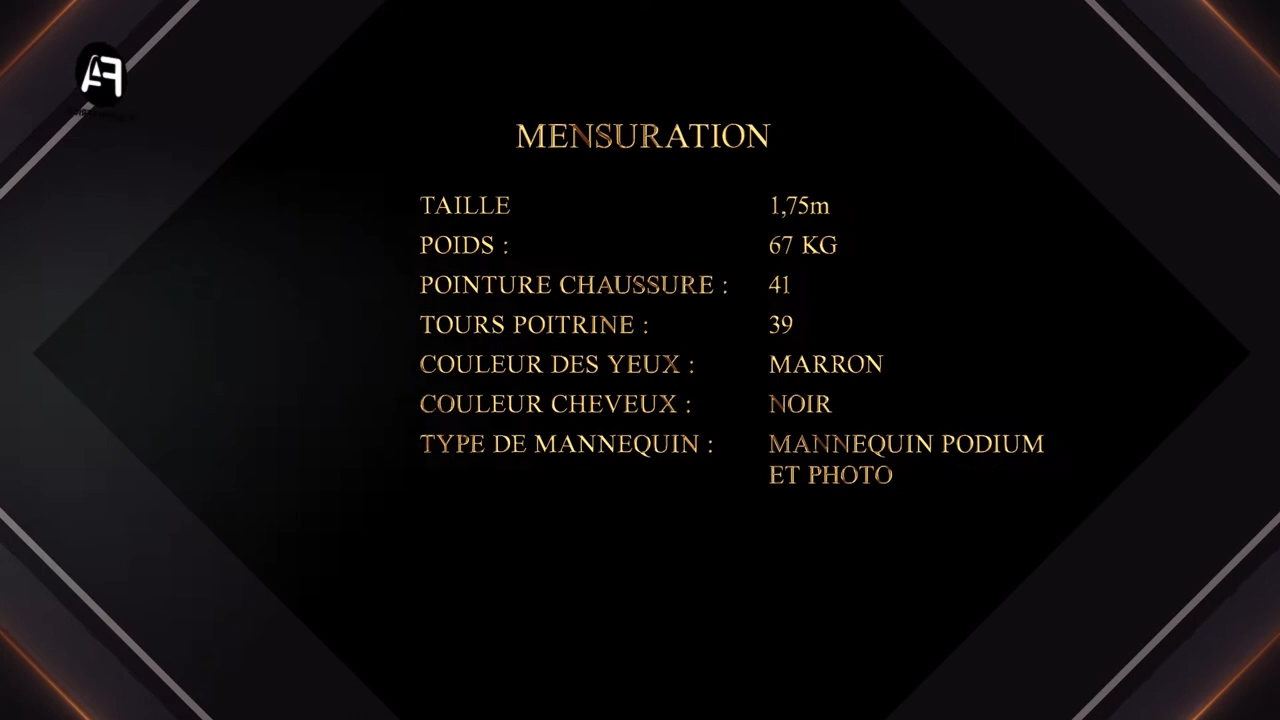 MENSURATION
TAILLE 1,75m
POIDS : 67 KG
POINTURE CHAUSSURE : 41
TOURS POITRINE : 39
COULEUR DES YEUX : MARRON
COULEUR CHEVEUX : NOIR
TYPE DE MANNEQUIN : MANNEQUIN PODIUM
ET PHOTO